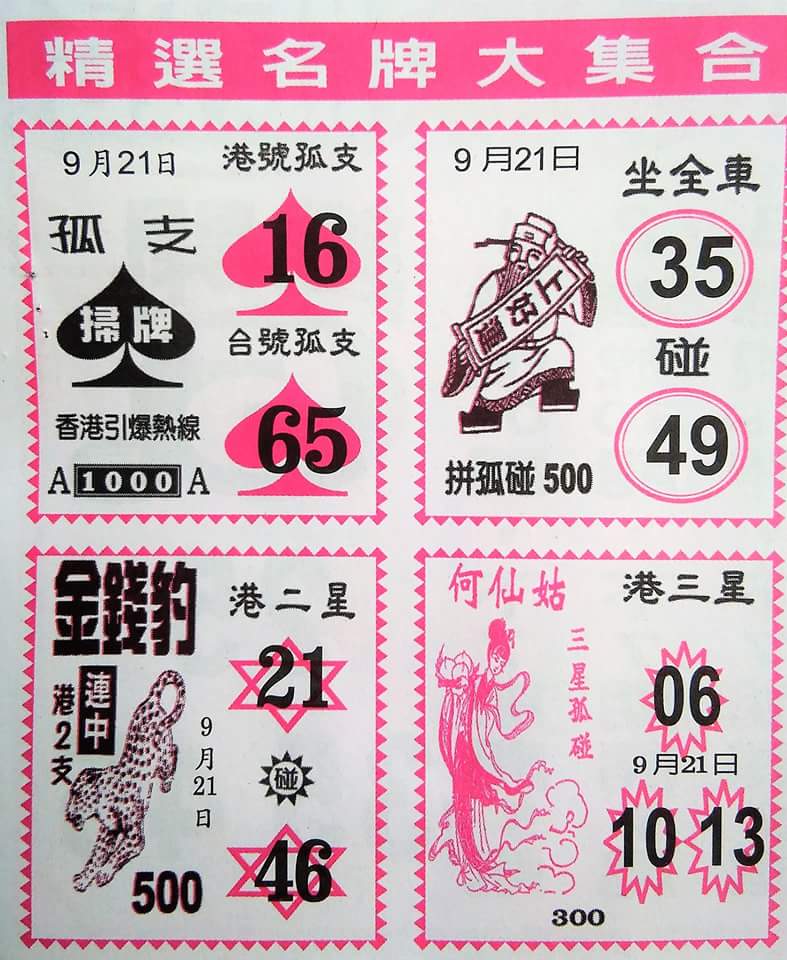 精選名牌大集合
9月21日
港號孤支
孤支
16
掃牌
台號孤支
香港引爆熱線
65
A 1000 A
9月21日
坐全車
35
上好運
碰
49
拼孤碰 500
金錢豹
港二星
連中
港2支
21
9月21日
碰
46
500
何仙姑
港三星
三星孤碰
06
9月21日
10 13
300